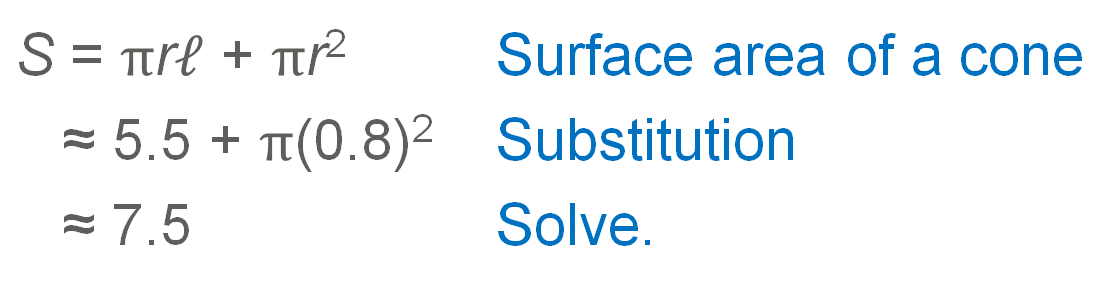 S = πrℓ + πr² Surface area of a cone
≈ 5.5 + π(0.8)² Substitution
≈ 7.5 Solve.